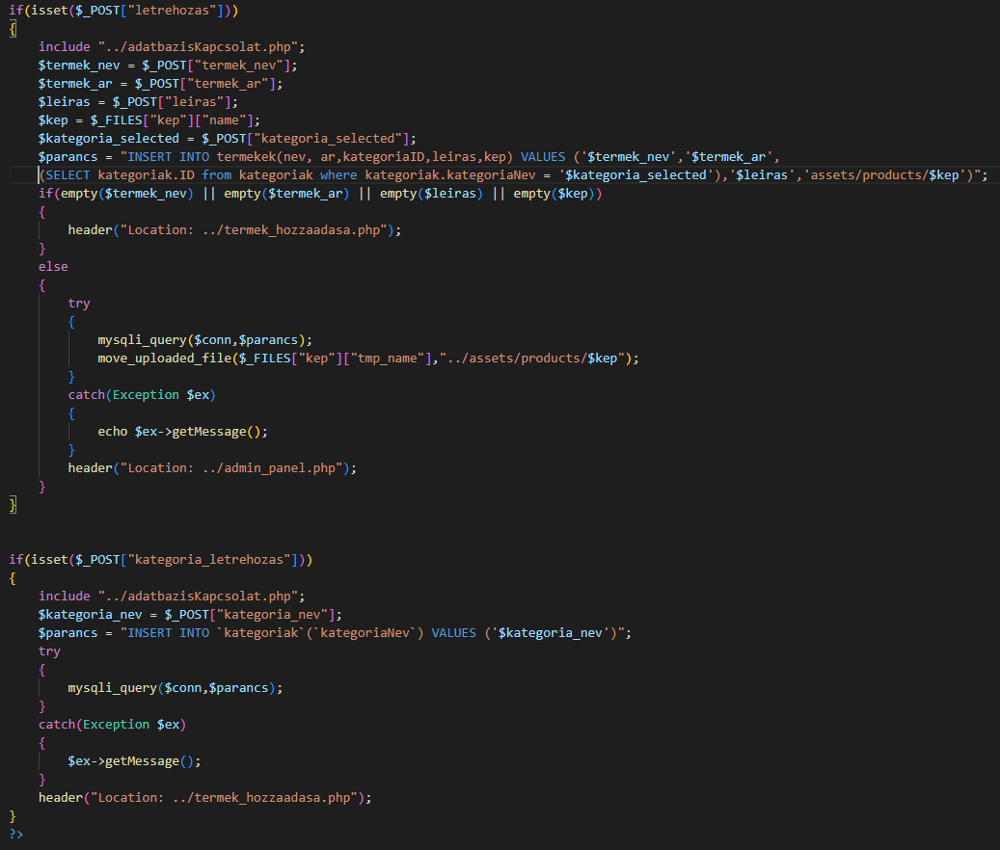 if(isset($_POST["letrehozas"]))
{
    include "../adatbazisKapcsolat.php";
    $termek_nev = $_POST["termek_nev"];
    $termek_ar = $_POST["termek_ar"];
    $leiras = $_POST["leiras"];
    $kep = $_FILES["kep"]["name"];
    $kategoria_selected = $_POST["kategoria_selected"];
    $parancs = "INSERT INTO termekek(nev, ar,kategoriaID,leiras,kep) VALUES ('$termek_nev','$termek_ar',
    (SELECT kategoriak.ID from kategoriak where kategoriak.kategoriaNev = '$kategoria_selected'),'$leiras','assets/products/$kep')";
    if(empty($termek_nev) || empty($termek_ar) || empty($leiras) || empty($kep))
    {
        header("Location: ../termek_hozzaadasa.php");
    }
    else
    {
        try
        {
            mysqli_query($conn,$parancs);
            move_uploaded_file($_FILES["kep"]["tmp_name"],"../assets/products/$kep");
        }
        catch(Exception $ex)
        {
            echo $ex->getMessage();
        }
        header("Location: ../admin_panel.php");
    }
}
if(isset($_POST["kategoria_letrehozas"]))
{
    include "../adatbazisKapcsolat.php";
    $kategoria_nev = $_POST["kategoria_nev"];
    $parancs = "INSERT INTO `kategoriak`(`kategoriaNev`) VALUES ('$kategoria_nev')";
    try
    {
        mysqli_query($conn,$parancs);
    }
    catch(Exception $ex)
    {
        $ex->getMessage();
    }
    header("Location: ../termek_hozzaadasa.php");
}
?>